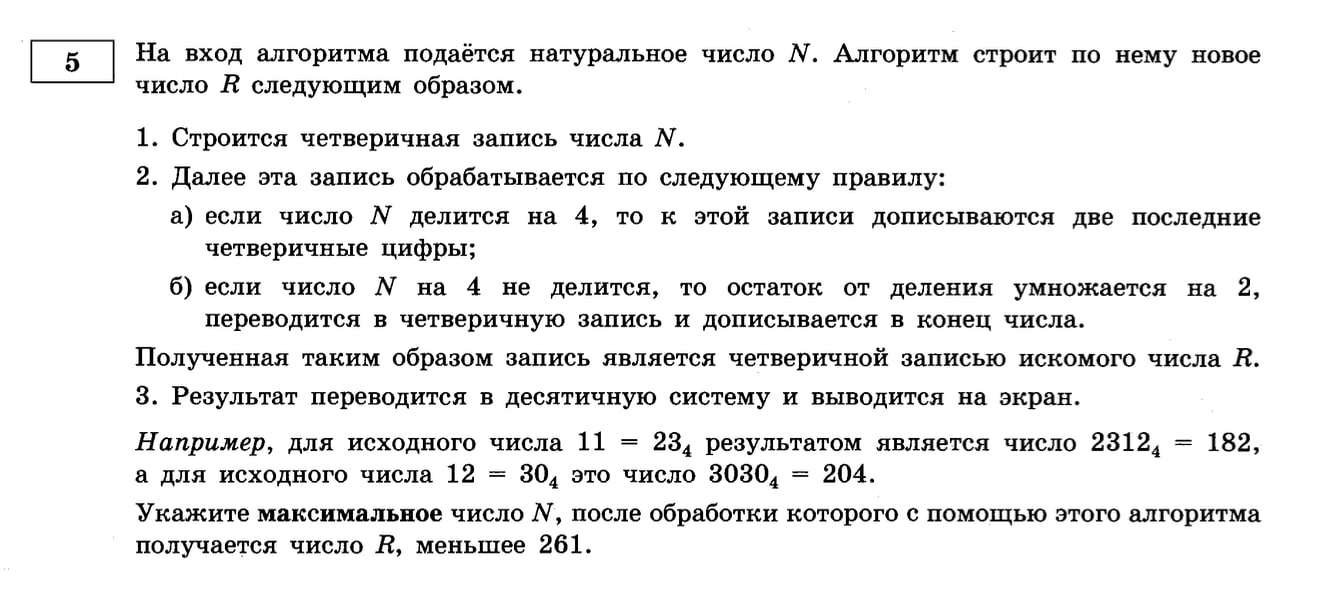 5
На вход алгоритма подаётся натуральное число N. Алгоритм строит по нему новое
число R следующим образом.
1. Строится четверичная запись числа N.
2. Далее эта запись обрабатывается по следующему правилу:
а) если число N делится на 4, то к этой записи дописываются две последние
четверичные цифры;
б) если число N на 4 не делится, то остаток от деления умножается на 2,
переводится в четверичную запись и дописывается в конец числа.
Полученная таким образом запись является четверичной записью искомого числа R.
3. Результат переводится в десятичную систему и выводится на экран.
Например, для исходного числа 11 = 23₄ результатом является число 2312₄ = 182,
а для исходного числа 12 = 30₄ это число 3030₄ = 204.
Укажите максимальное число N, после обработки которого с помощью этого алгоритма
получается число R, меньшее 261.